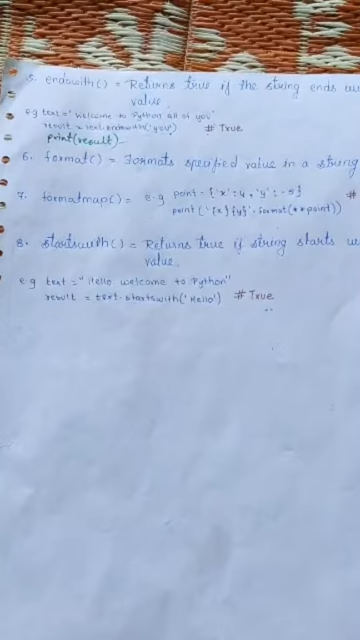 5. endswith() = Returns true if the string ends
value.
e.g text = "Welcome to Python all of you"
result = text.endswith('you') # True
print(result).
6. format() = Formats specified value in a string
7. formatmap() = e.g point = {'x':4,'y':-5}
#
print('{x}{y}'.format(**point))
8. startswith() = Returns true if string starts
value.
e.g text = "Hello welcome to Python"
result = text.startswith('Hello') # True